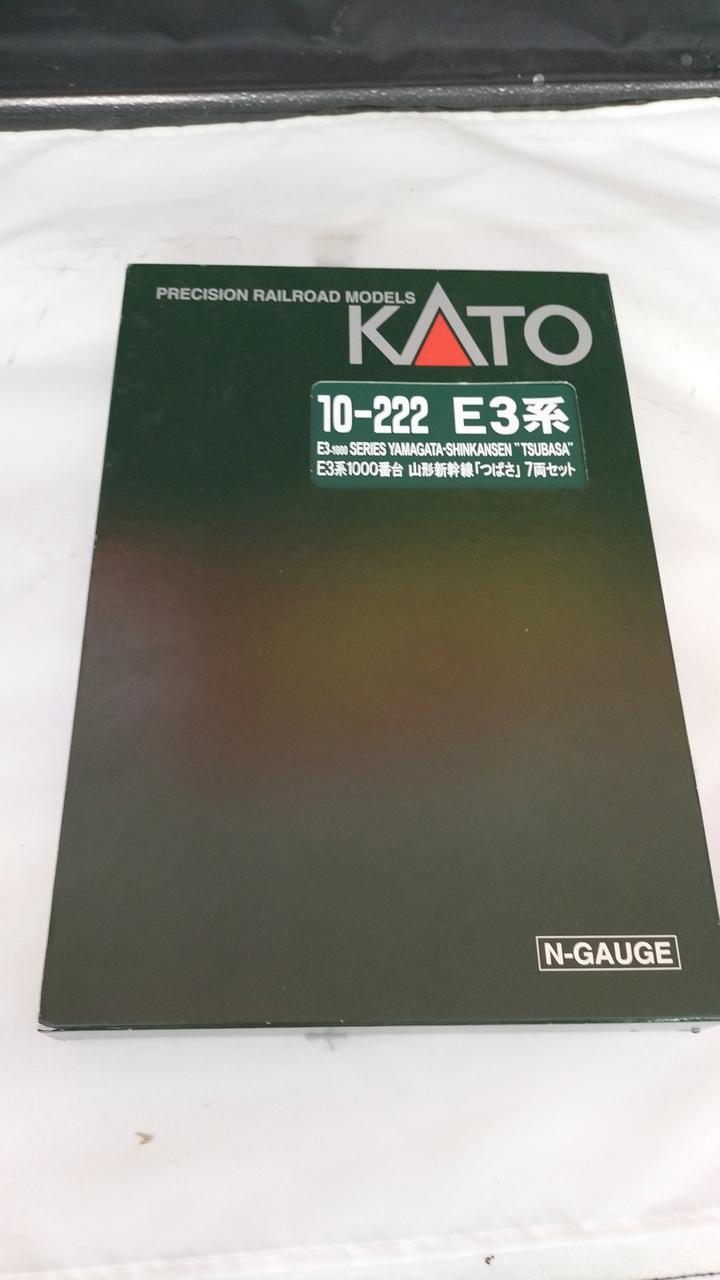 PRECISION RAILROAD MODELS
KATO
10-222 E3系
E3-1000 SERIES YAMAGATA-SHINKANSEN "TSUBASA"
E3系1000番台 山形新幹線「つばさ」7両セット
N-GAUGE